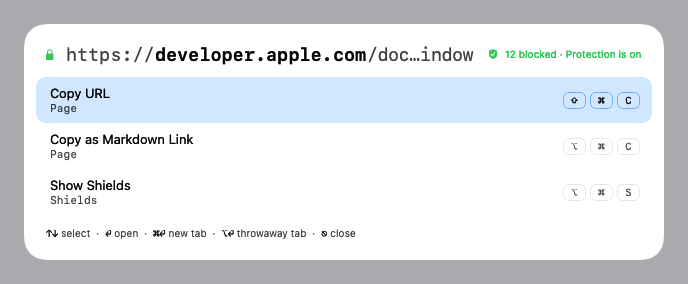 https://developer.apple.com/doc…indow 12 blocked · Protection is on
Copy URL
Page
⇧ ⌘ C
Copy as Markdown Link
Page
⌥ ⌘ C
Show Shields
Shields
⌥ ⌘ S
↑↓ select · ↵ open · ⌘↵ new tab · ⌥↵ throwaway tab · ⎋ close